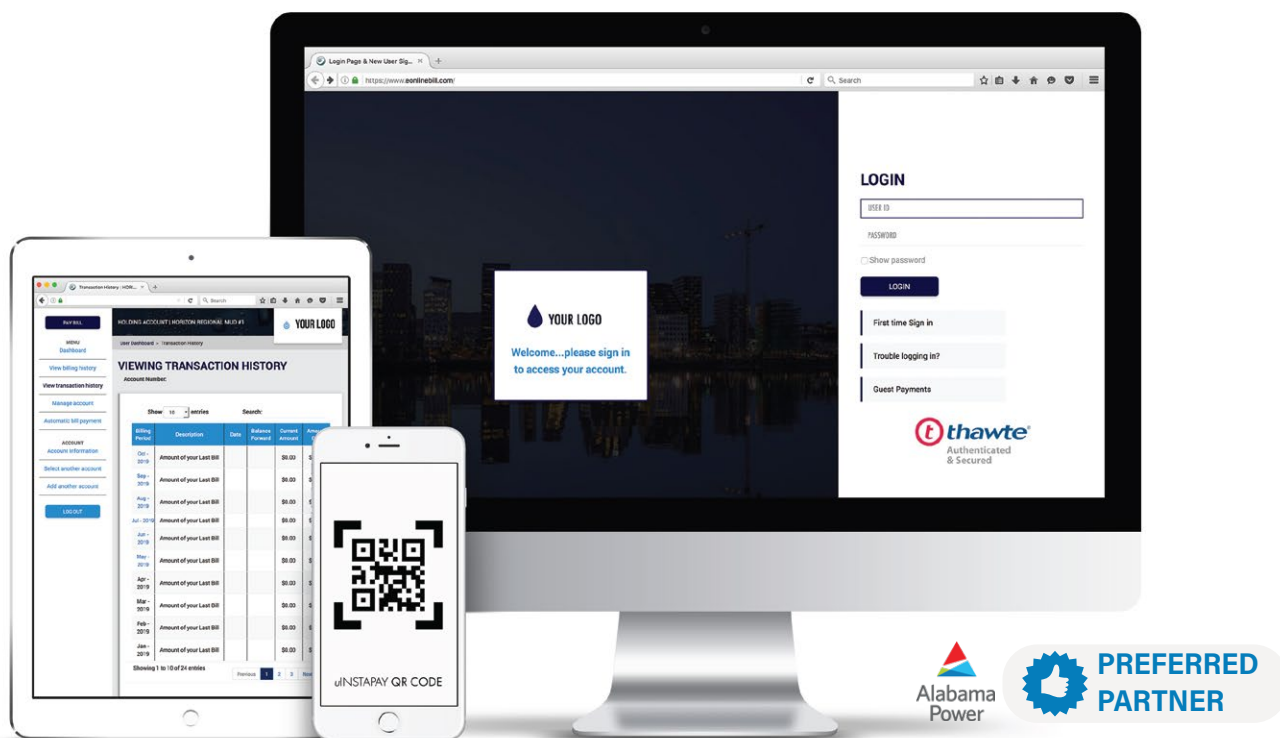 Login Page & New User Sig...
https://www.eonlinebill.com/
Search
LOGIN
USER ID
PASSWORD
Show password
LOGIN
First time Sign in
Trouble logging in?
Guest Payments
thawte
Authenticated
& Secured
YOUR LOGO
Welcome...please sign in
to access your account.
Transaction History | HOR...
Search
PAY BILL
MENU
Dashboard
View billing history
View transaction history
Manage account
Automatic bill payment
ACCOUNT
Account Information
Select another account
Add another account
LOG OUT
HOLDING ACCOUNT | HORIZON REGIONAL MUD #1
YOUR LOGO
User Dashboard » Transaction History
VIEWING TRANSACTION HISTORY
Account Number:
Show 10 entries Search:
Billing Period Description Date Balance Forward Current Amount
Oct - 2019 Amount of your Last Bill $0.00 $
Sep - 2019 Amount of your Last Bill $0.00 $
Aug - 2019 Amount of your Last Bill $0.00 $
Jul - 2019 Amount of your Last Bill $0.00 $
Jun - 2019 Amount of your Last Bill $0.00 $
May - 2019 Amount of your Last Bill $0.00 $
Apr - 2019 Amount of your Last Bill $0.00 $
Mar - 2019 Amount of your Last Bill $0.00 $
Feb - 2019 Amount of your Last Bill $0.00 $
Jan - 2019 Amount of your Last Bill $0.00 $
Showing 1 to 10 of 24 entries
Previous 1 2 3
uINSTAPAY QR CODE
Alabama
Power
PREFERRED
PARTNER